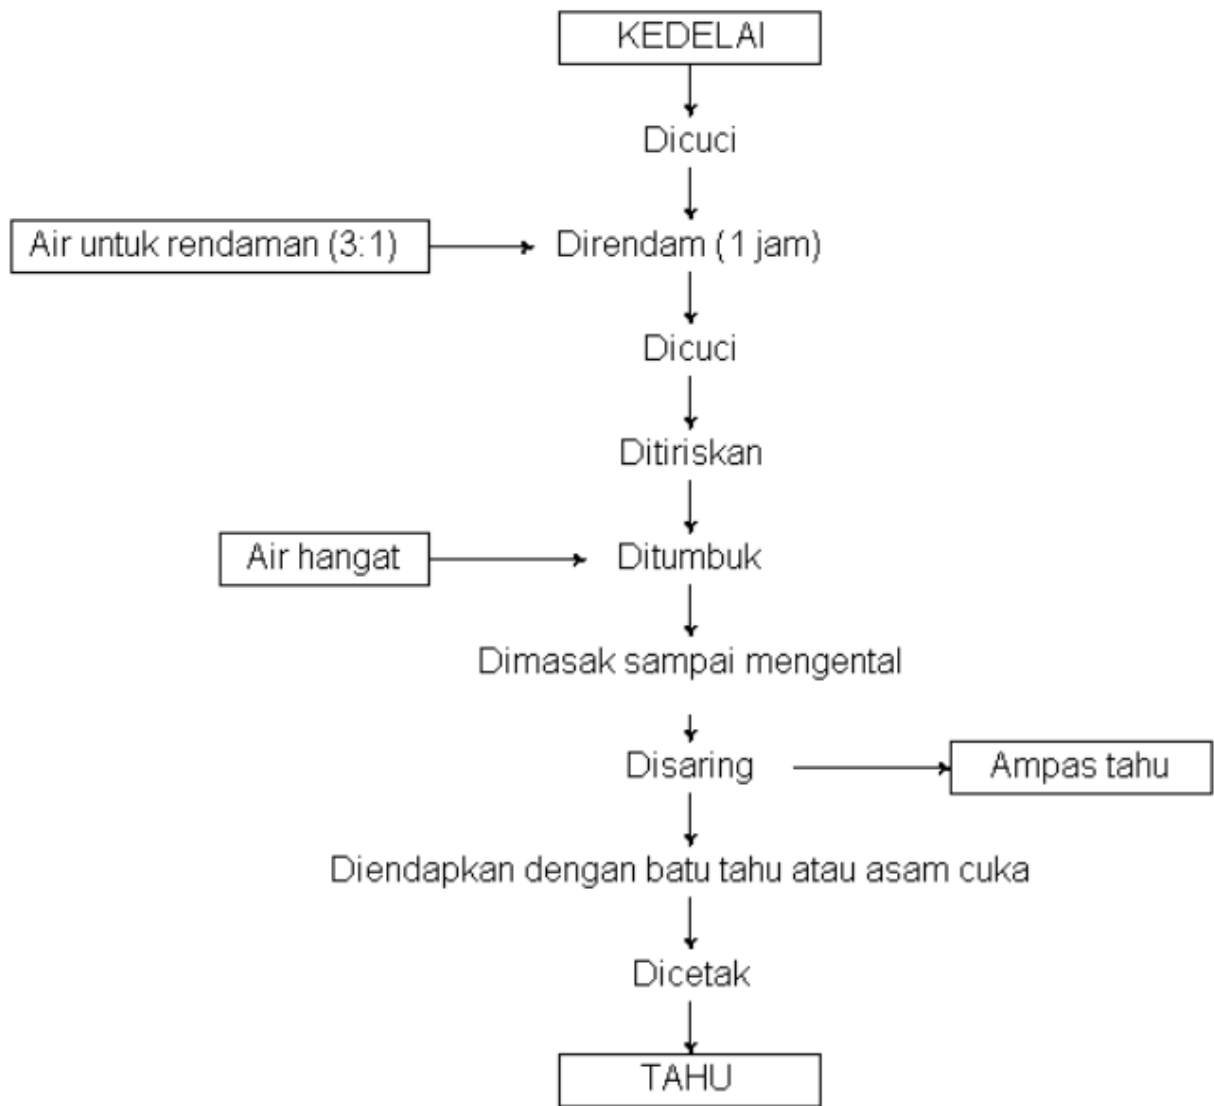 KEDELAI
Dicuci
Air untuk rendaman (3:1)
Direndam (1 jam)
Dicuci
Ditiriskan
Air hangat
Ditumbuk
Dimasak sampai mengental
Disaring
Ampas tahu
Diendapkan dengan batu tahu atau asam cuka
Dicetak
TAHU